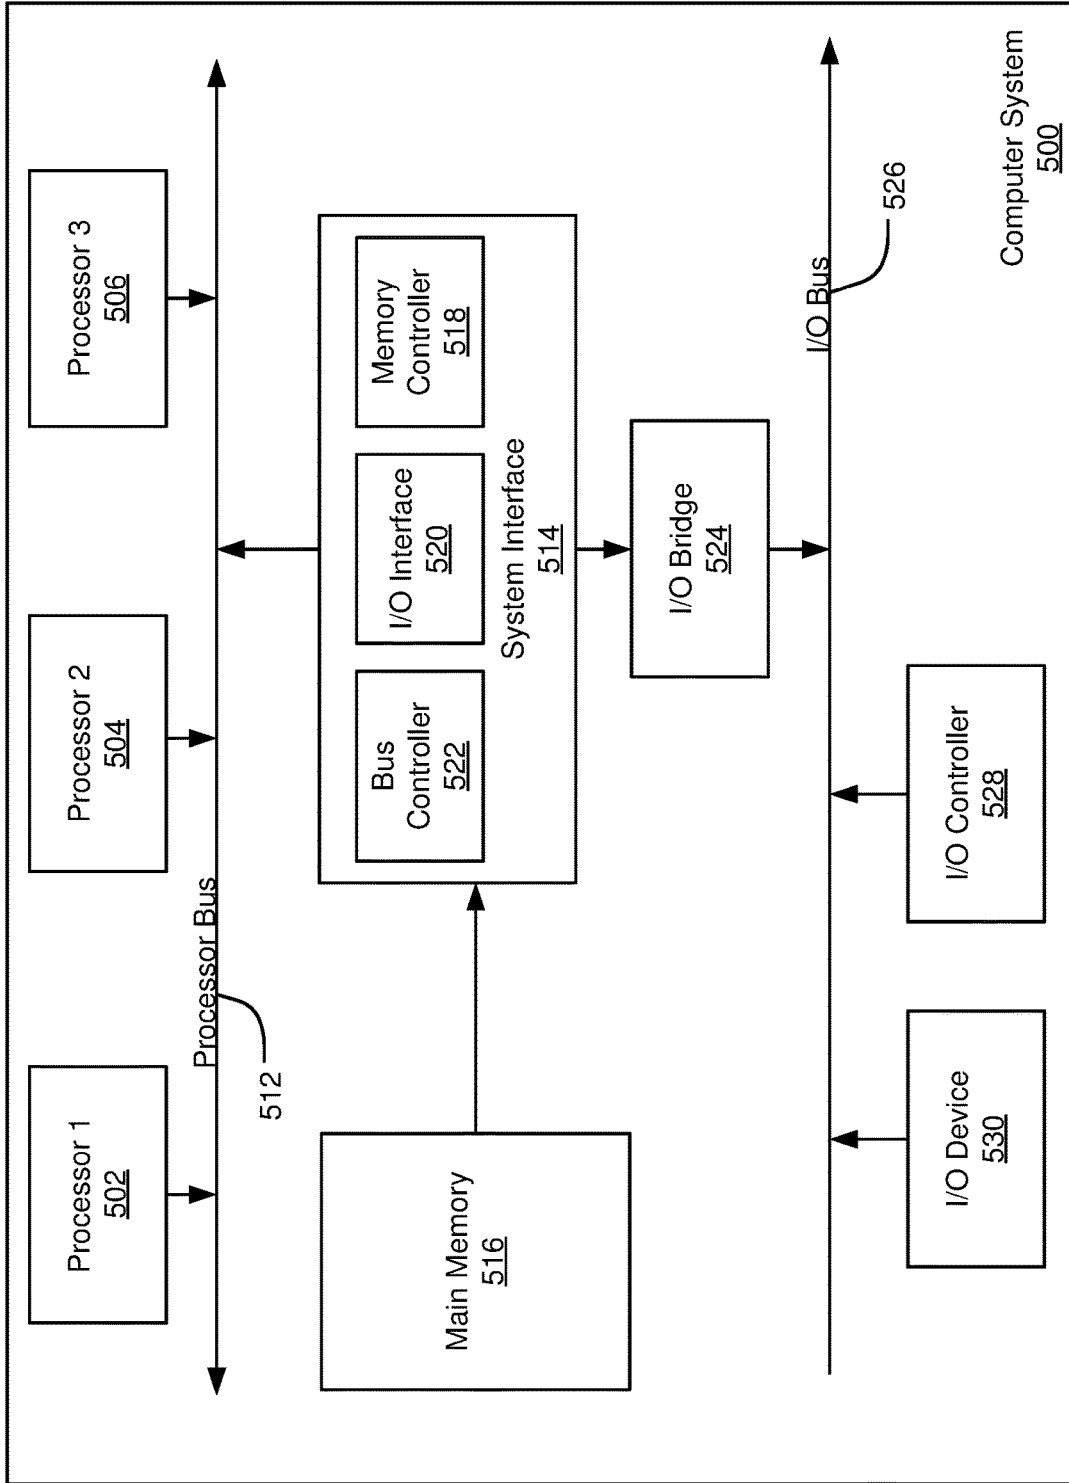 Processor 1
502
Processor 2
504
Processor 3
506
Processor Bus
512
Main Memory
516
Bus
Controller
522
I/O Interface
520
Memory
Controller
518
System Interface
514
I/O Bridge
524
I/O Bus
526
I/O Device
530
I/O Controller
528
Computer System
500